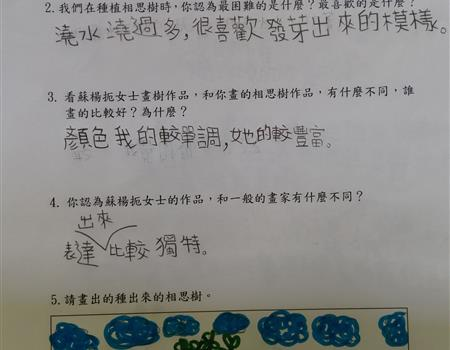 2. 我們在種植相思樹時,你認為最困難的是什麼?最喜歡的是什麼?
澆水澆過多,很喜歡發芽出來的模樣。
3. 看蘇楊扼女士畫樹作品,和你畫的相思樹作品,有什麼不同,誰
畫的比較好?為什麼?
顏色我的較單調,她的較豐富。
4. 你認為蘇楊扼女士的作品,和一般的畫家有什麼不同?
出來
表達比較獨特。
5. 請畫出的種出來的相思樹。